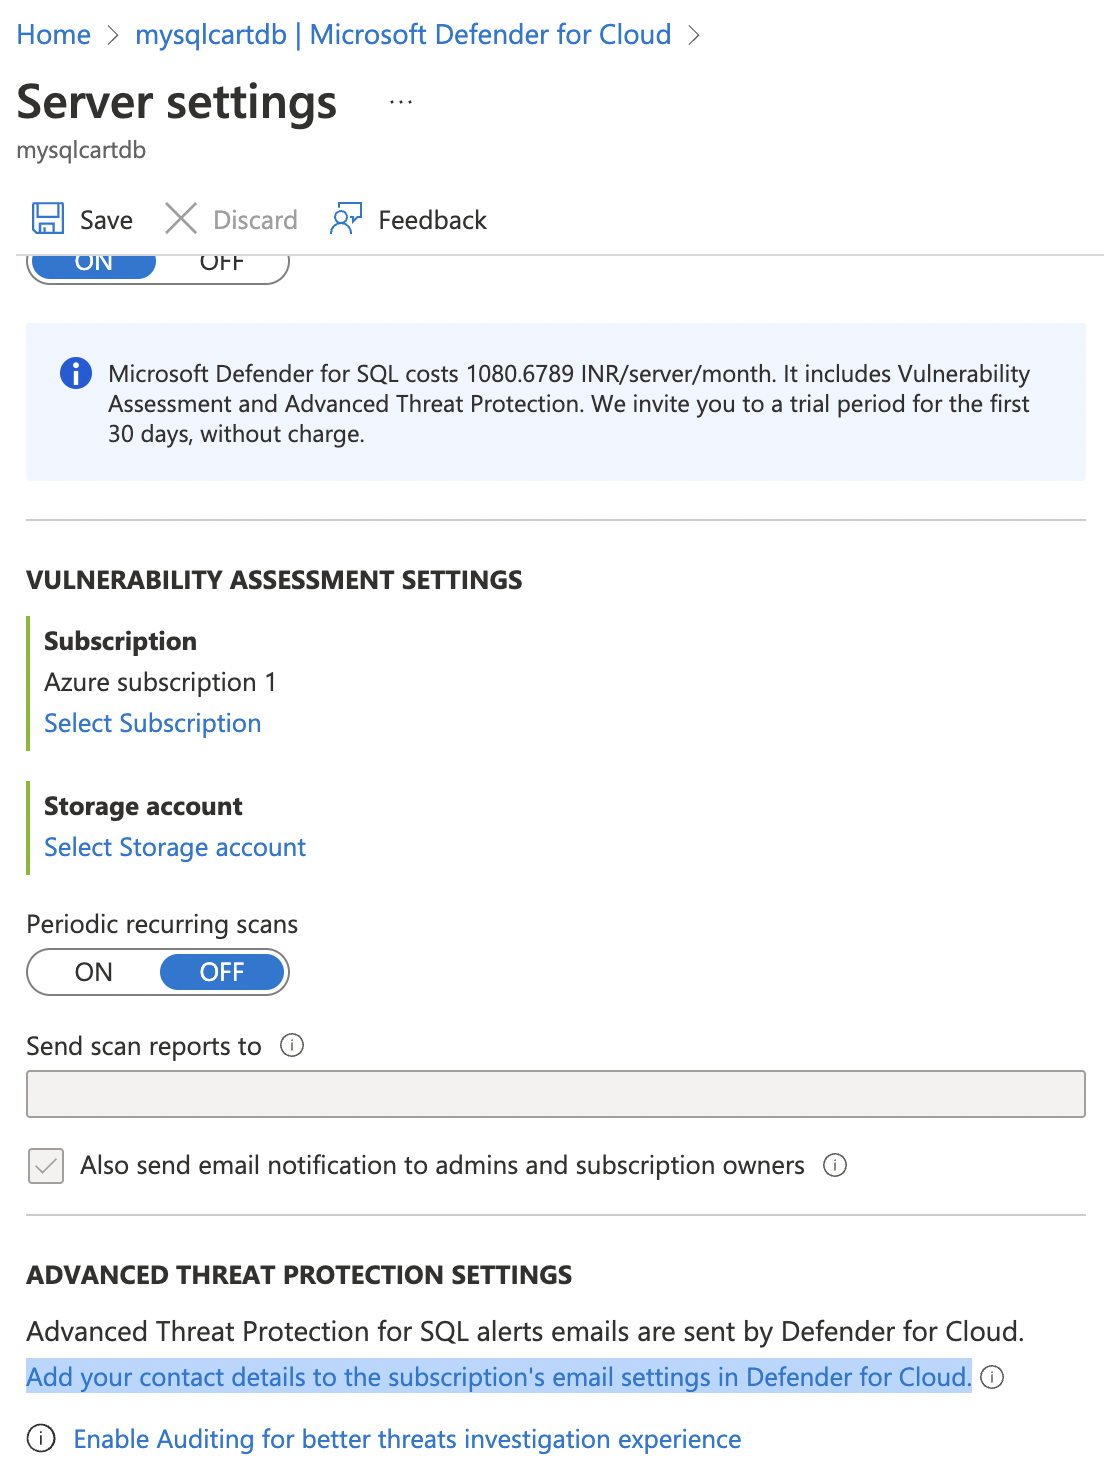 Home > mysqlcartdb | Microsoft Defender for Cloud >
Server settings ...
mysqlcartdb
Save Discard Feedback
ON OFF
Microsoft Defender for SQL costs 1080.6789 INR/server/month. It includes Vulnerability
Assessment and Advanced Threat Protection. We invite you to a trial period for the first
30 days, without charge.
VULNERABILITY ASSESSMENT SETTINGS
Subscription
Azure subscription 1
Select Subscription
Storage account
Select Storage account
Periodic recurring scans
ON OFF
Send scan reports to
Also send email notification to admins and subscription owners
ADVANCED THREAT PROTECTION SETTINGS
Advanced Threat Protection for SQL alerts emails are sent by Defender for Cloud.
Add your contact details to the subscription's email settings in Defender for Cloud.
Enable Auditing for better threats investigation experience